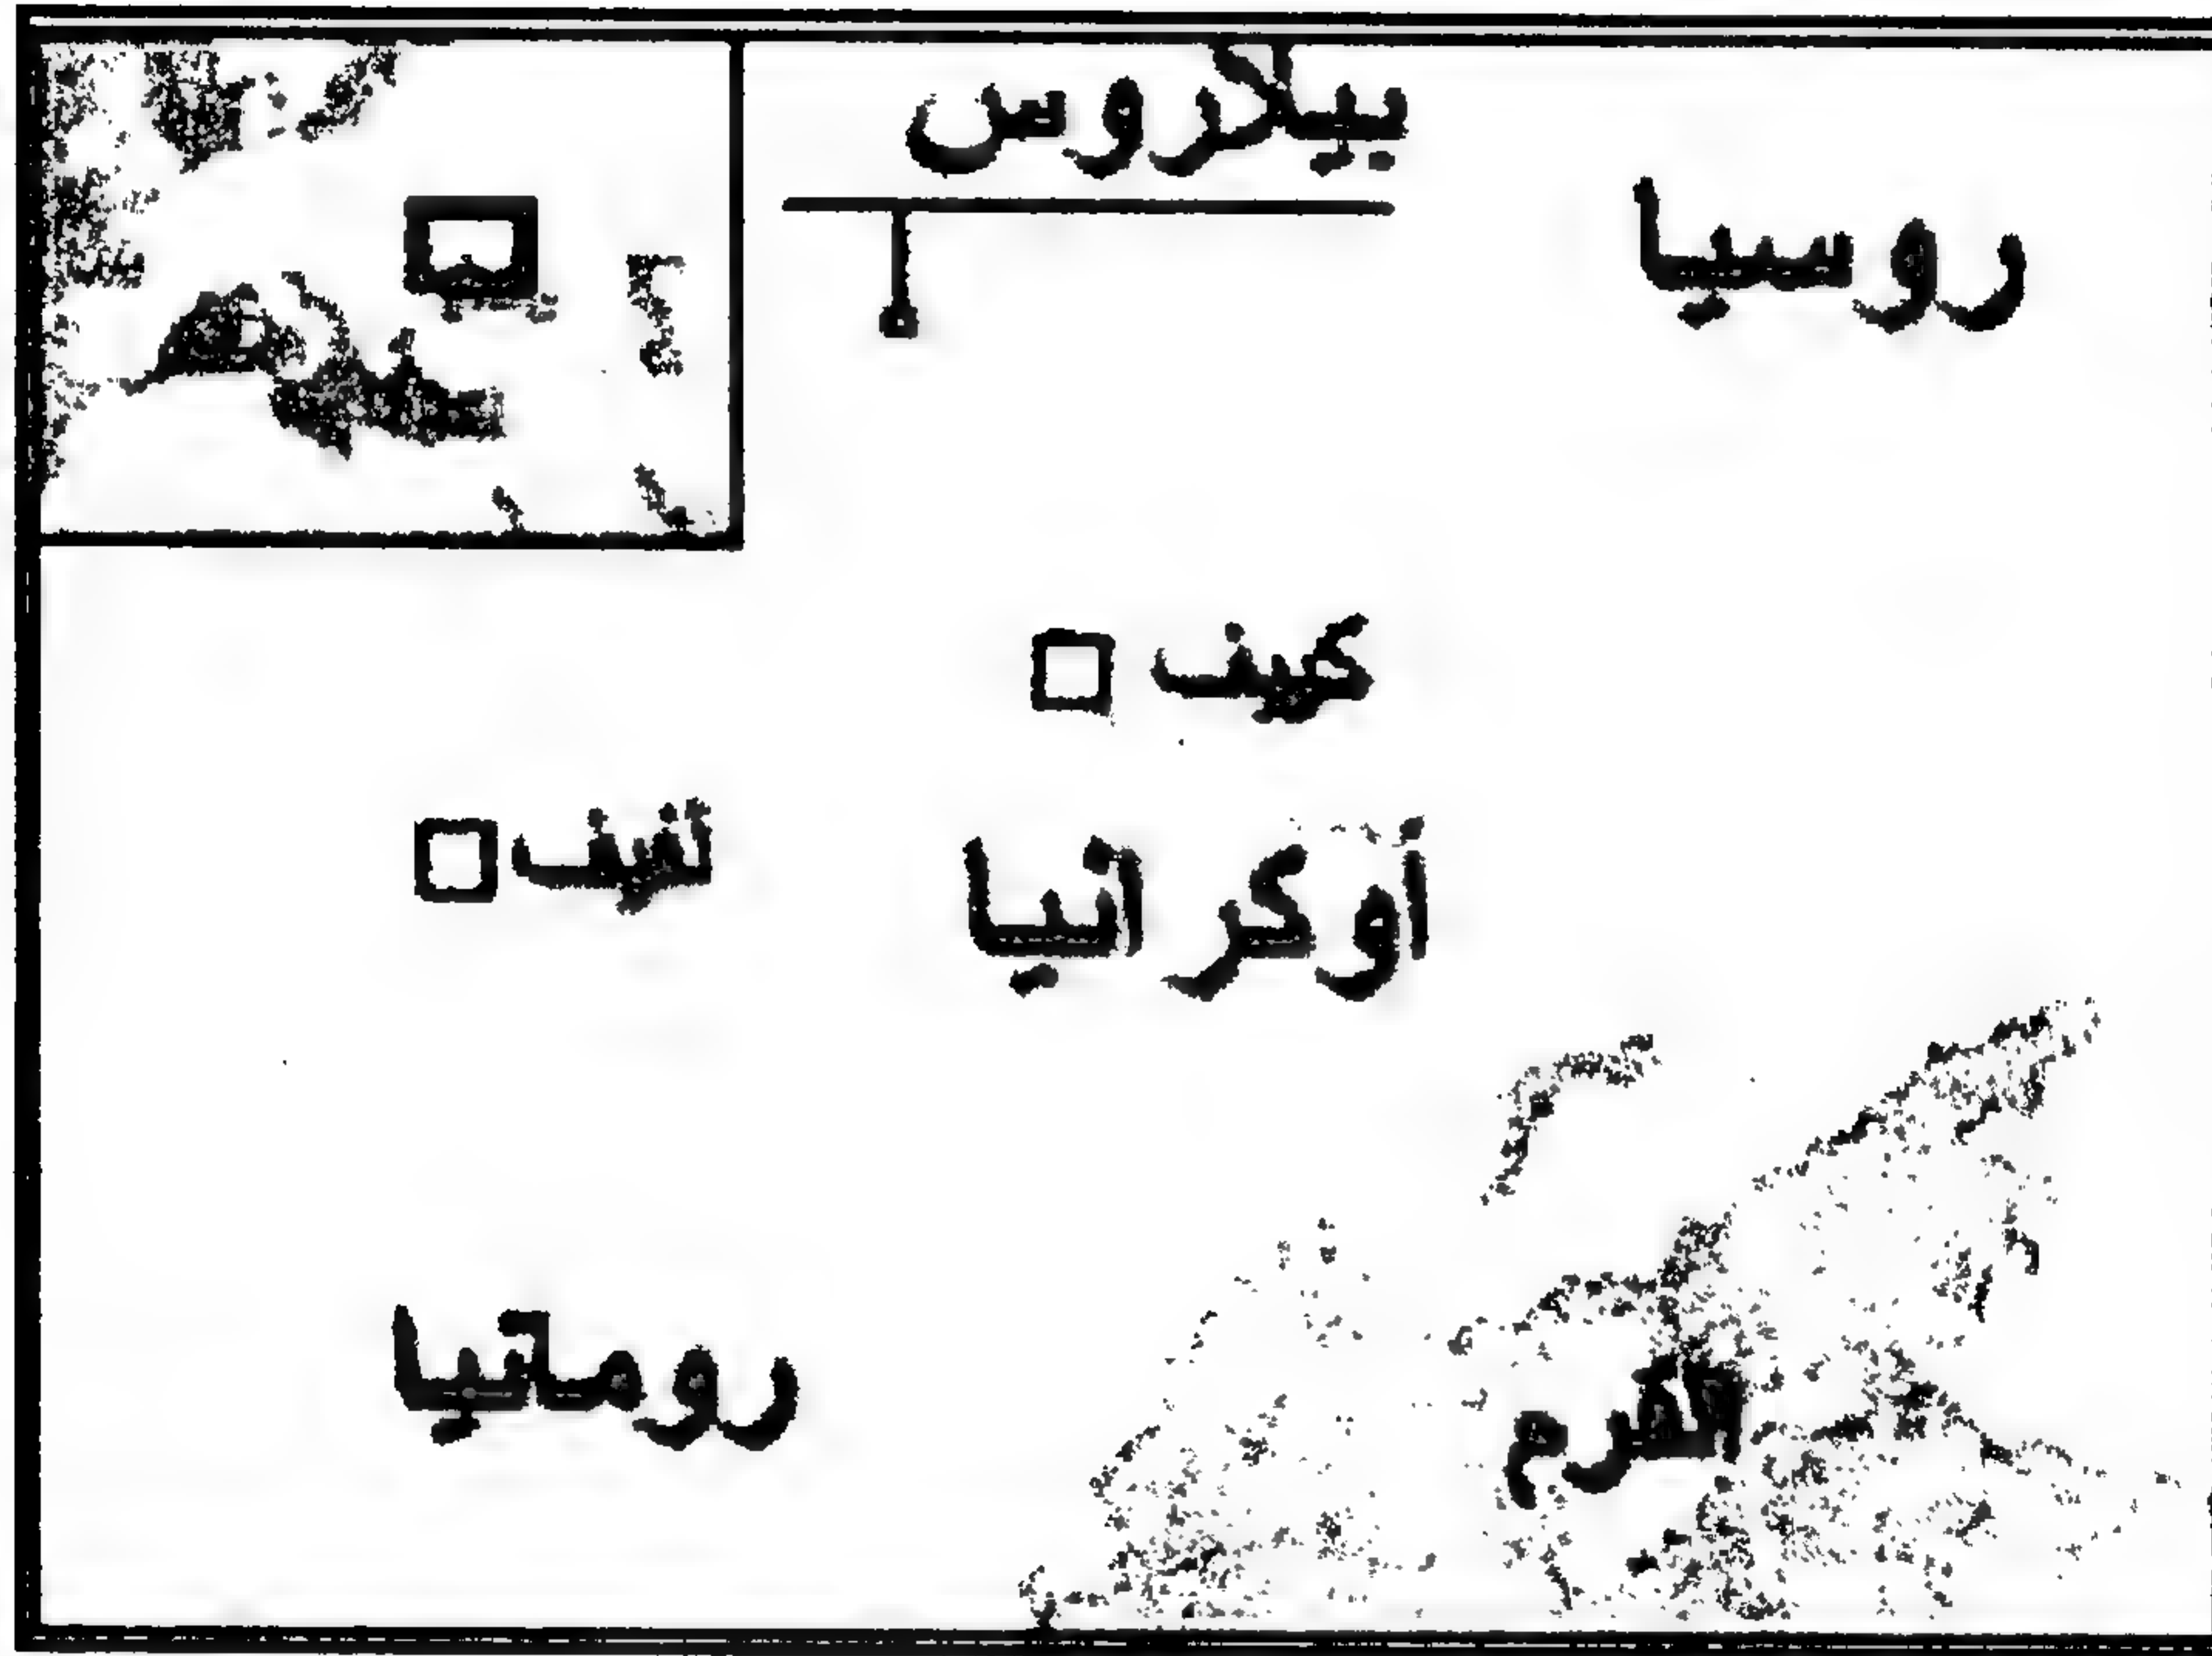 بيلاروس
روسيا
كييف
لفيف
أوكرانيا
رومانيا
القرم